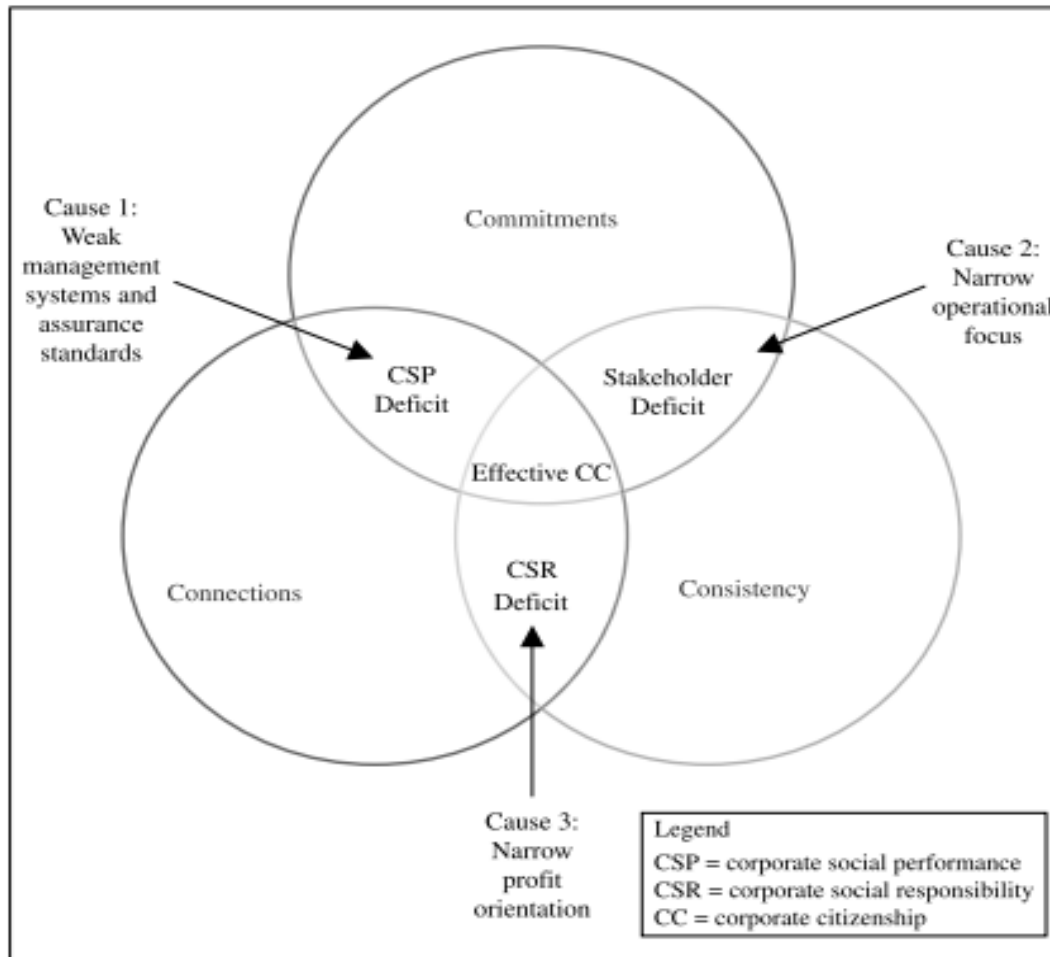 Commitments
Cause 1:
Weak
management
systems and
assurance
standards
Cause 2:
Narrow
operational
focus
CSP
Deficit
Stakeholder
Deficit
Effective CC
Connections
CSR
Deficit
Consistency
Cause 3:
Narrow
profit
orientation
Legend
CSP = corporate social performance
CSR = corporate social responsibility
CC = corporate citizenship